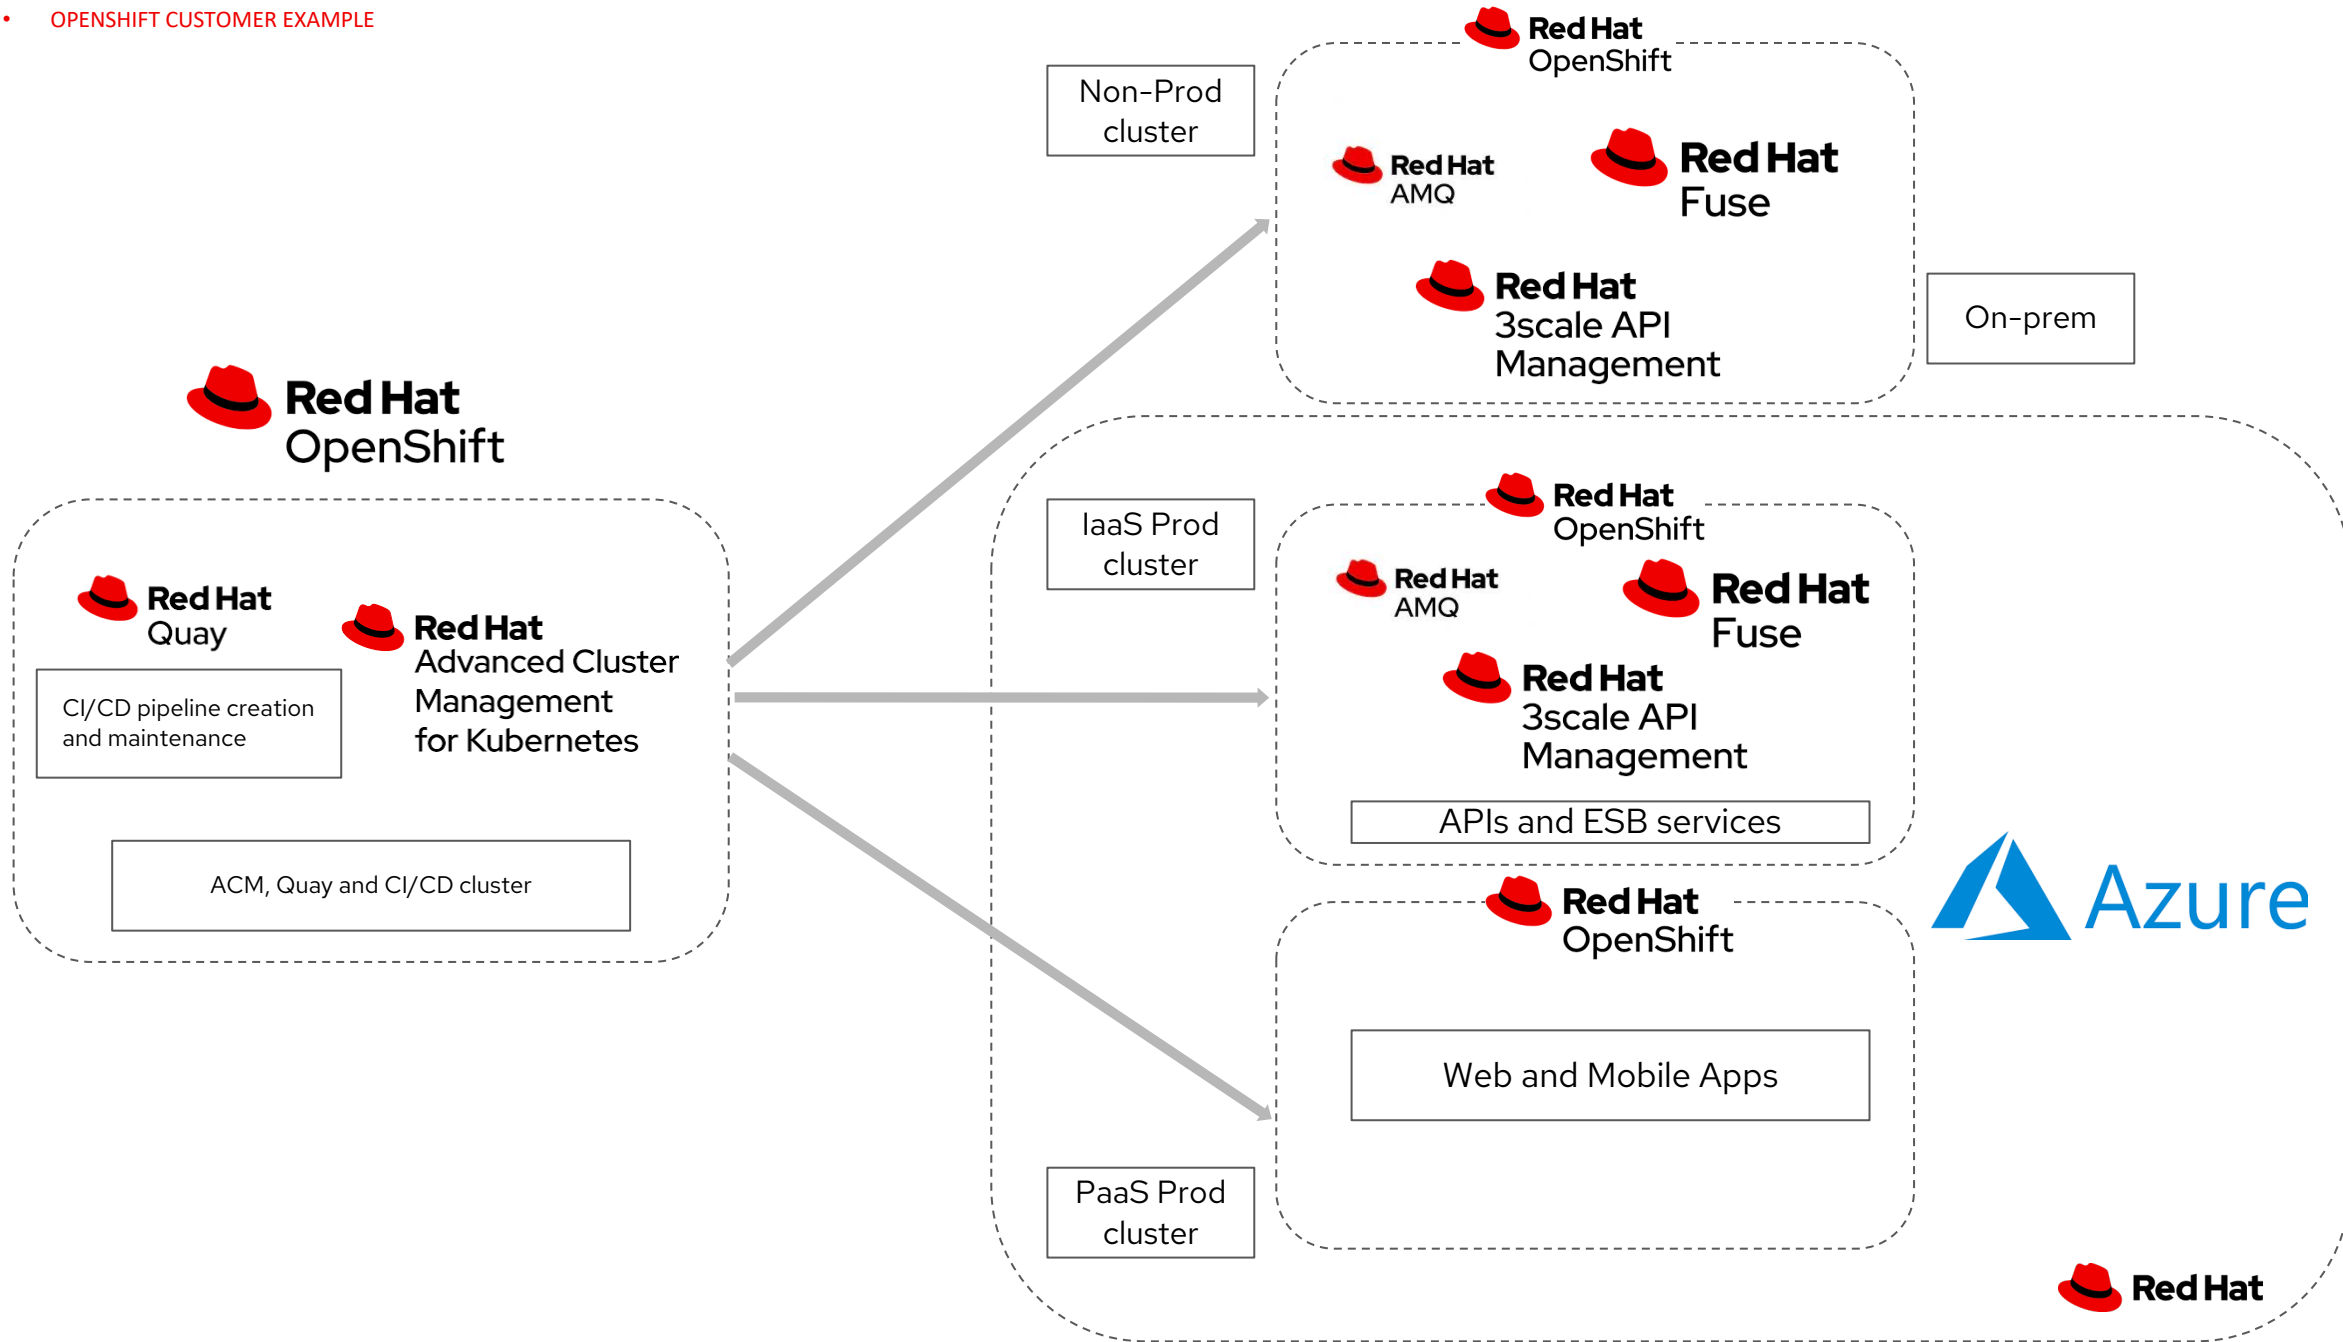 • OPENSHIFT CUSTOMER EXAMPLE
Red Hat
OpenShift
Non-Prod
cluster
Red Hat
AMQ
Red Hat
Fuse
Red Hat
3scale API
Management
On-prem
Red Hat
OpenShift
Red Hat
Quay
CI/CD pipeline creation
and maintenance
Red Hat
Advanced Cluster
Management
for Kubernetes
ACM, Quay and CI/CD cluster
IaaS Prod
cluster
Red Hat
OpenShift
Red Hat
AMQ
Red Hat
Fuse
Red Hat
3scale API
Management
APIs and ESB services
Azure
Red Hat
OpenShift
Web and Mobile Apps
PaaS Prod
cluster
Red Hat